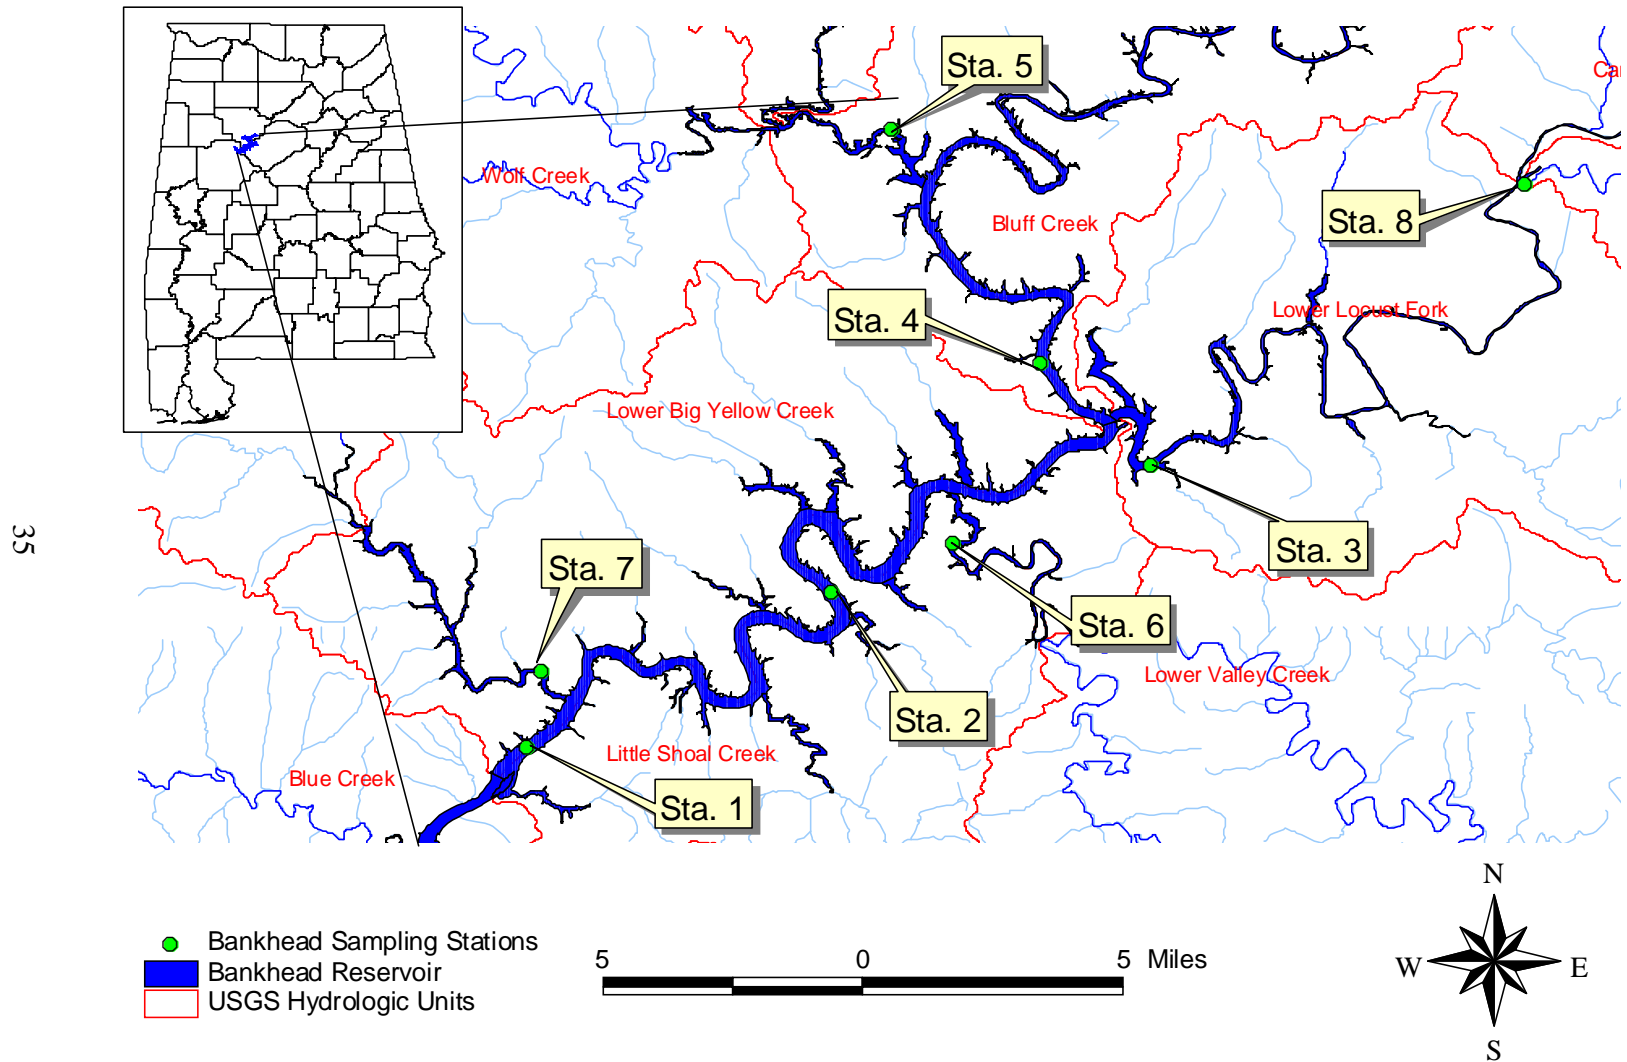 Sta. 5
Ca
Wolf Creek
Sta. 8
Bluff Creek
Sta. 4
Lower Locust Fork
Lower Big Yellow Creek
35
Sta. 3
Sta. 7
Sta. 6
Lower Valley Creek
Sta. 2
Little Shoal Creek
Blue Creek
Sta. 1
N
Bankhead Sampling Stations
5 0 5 Miles
W E
Bankhead Reservoir
USGS Hydrologic Units
S